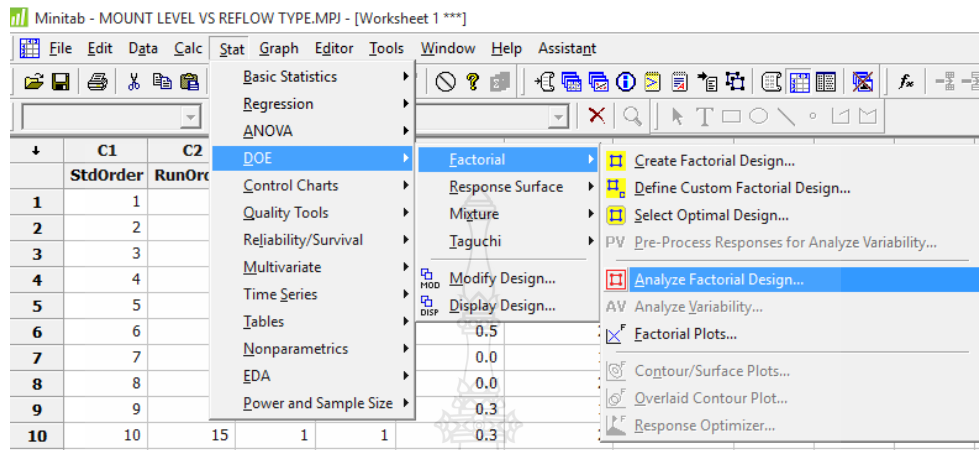 Minitab - MOUNT LEVEL VS REFLOW TYPE.MPJ - [Worksheet 1 ***]
File Edit Data Calc Stat Graph Editor Tools Window Help Assistant
Basic Statistics
Regression
ANOVA
DOE
Control Charts
Quality Tools
Reliability/Survival
Multivariate
Time Series
Tables
Nonparametrics
EDA
Power and Sample Size
Factorial
Response Surface
Mixture
Taguchi
MOD Modify Design...
DISP Display Design...
Create Factorial Design...
Define Custom Factorial Design...
Select Optimal Design...
PV Pre-Process Responses for Analyze Variability...
Analyze Factorial Design...
AV Analyze Variability...
Factorial Plots...
Contour/Surface Plots...
Overlaid Contour Plot...
Response Optimizer...
C1 C2
StdOrder
1 1
2 2
3 3
4 4
5 5
6 6 0.5
7 7 0.0
8 8 0.0
9 9 0.3
10 10 15 1 1 0.3